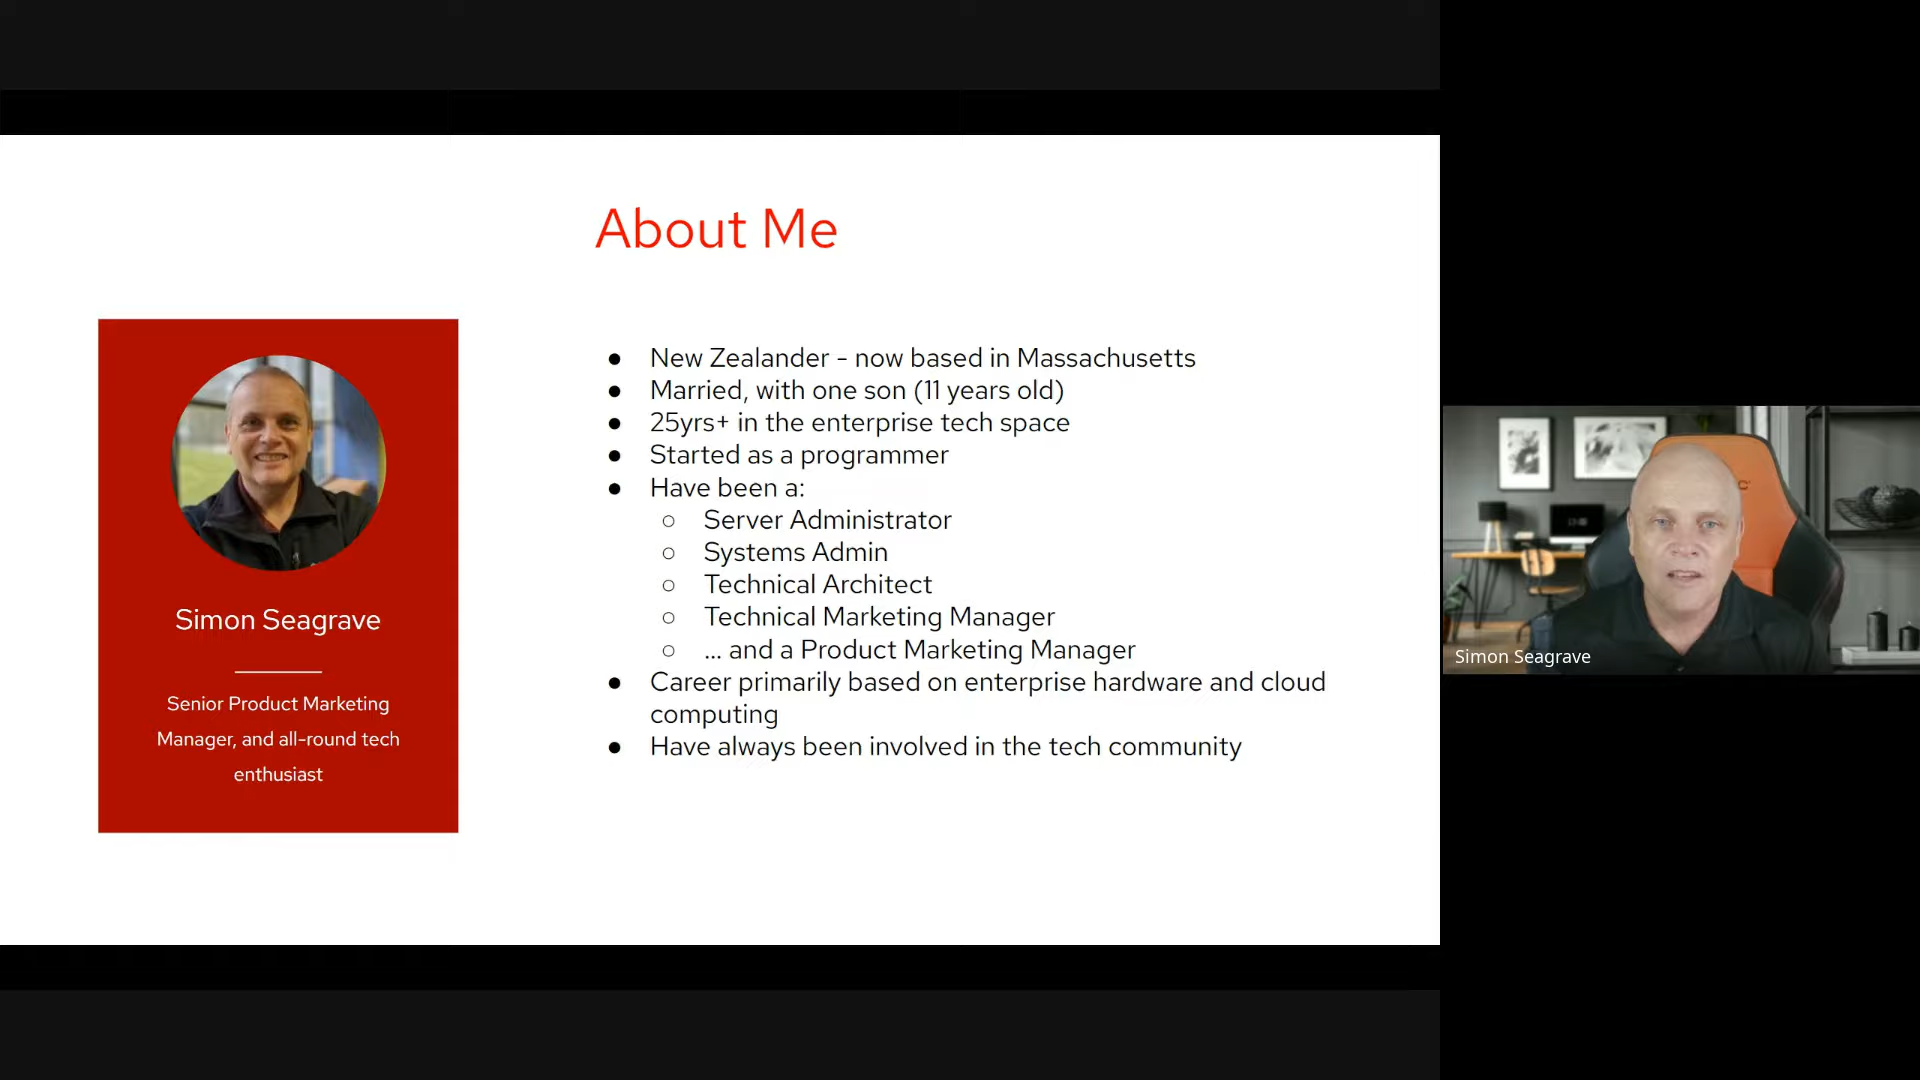 About Me
Simon Seagrave
Senior Product Marketing
Manager, and all-round tech
enthusiast
● New Zealander - now based in Massachusetts
● Married, with one son (11 years old)
● 25yrs+ in the enterprise tech space
● Started as a programmer
● Have been a:
○ Server Administrator
○ Systems Admin
○ Technical Architect
○ Technical Marketing Manager
○ ... and a Product Marketing Manager
● Career primarily based on enterprise hardware and cloud
computing
● Have always been involved in the tech community
Simon Seagrave